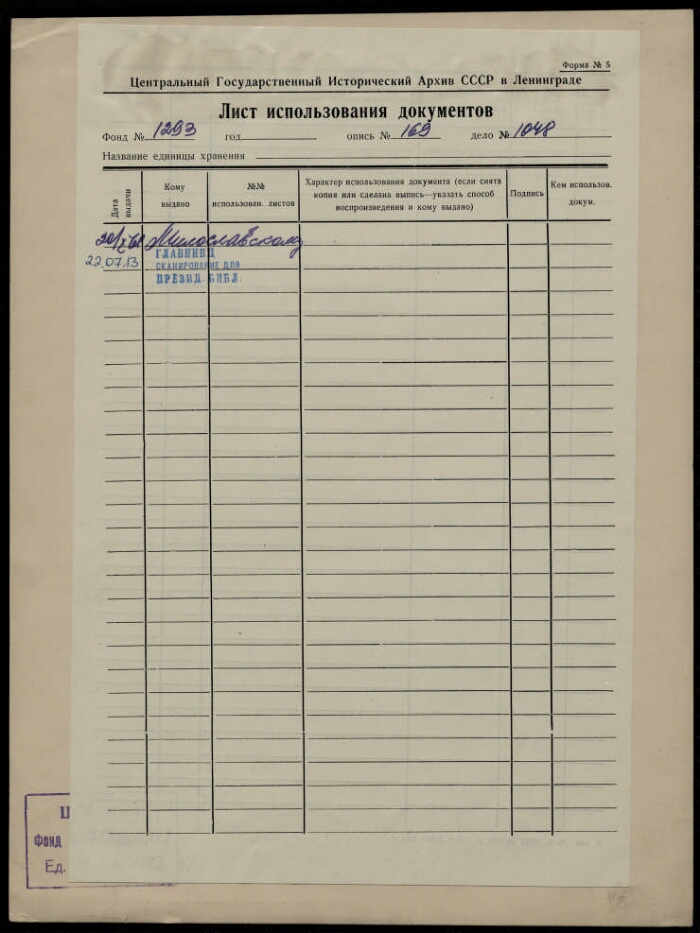 Форма № 5
Центральный Государственный Исторический Архив СССР в Ленинграде
Лист использования документов
Фонд № 1293 год опись № 169 дело № 1048
Название единицы хранения
Дата выдачи
Кому выдано
№№ использован. листов
Характер использования документа (если снята копия или сделана выпись—указать способ воспроизведения и кому выдано)
Подпись
Кем использов. докум.
Милославскому
22.07.13
ГЛАВНИВЦ
СКАНИРОВАНИЕ ДЛЯ
ПРЕЗИД. БИБЛ.
Фонд
Ед.